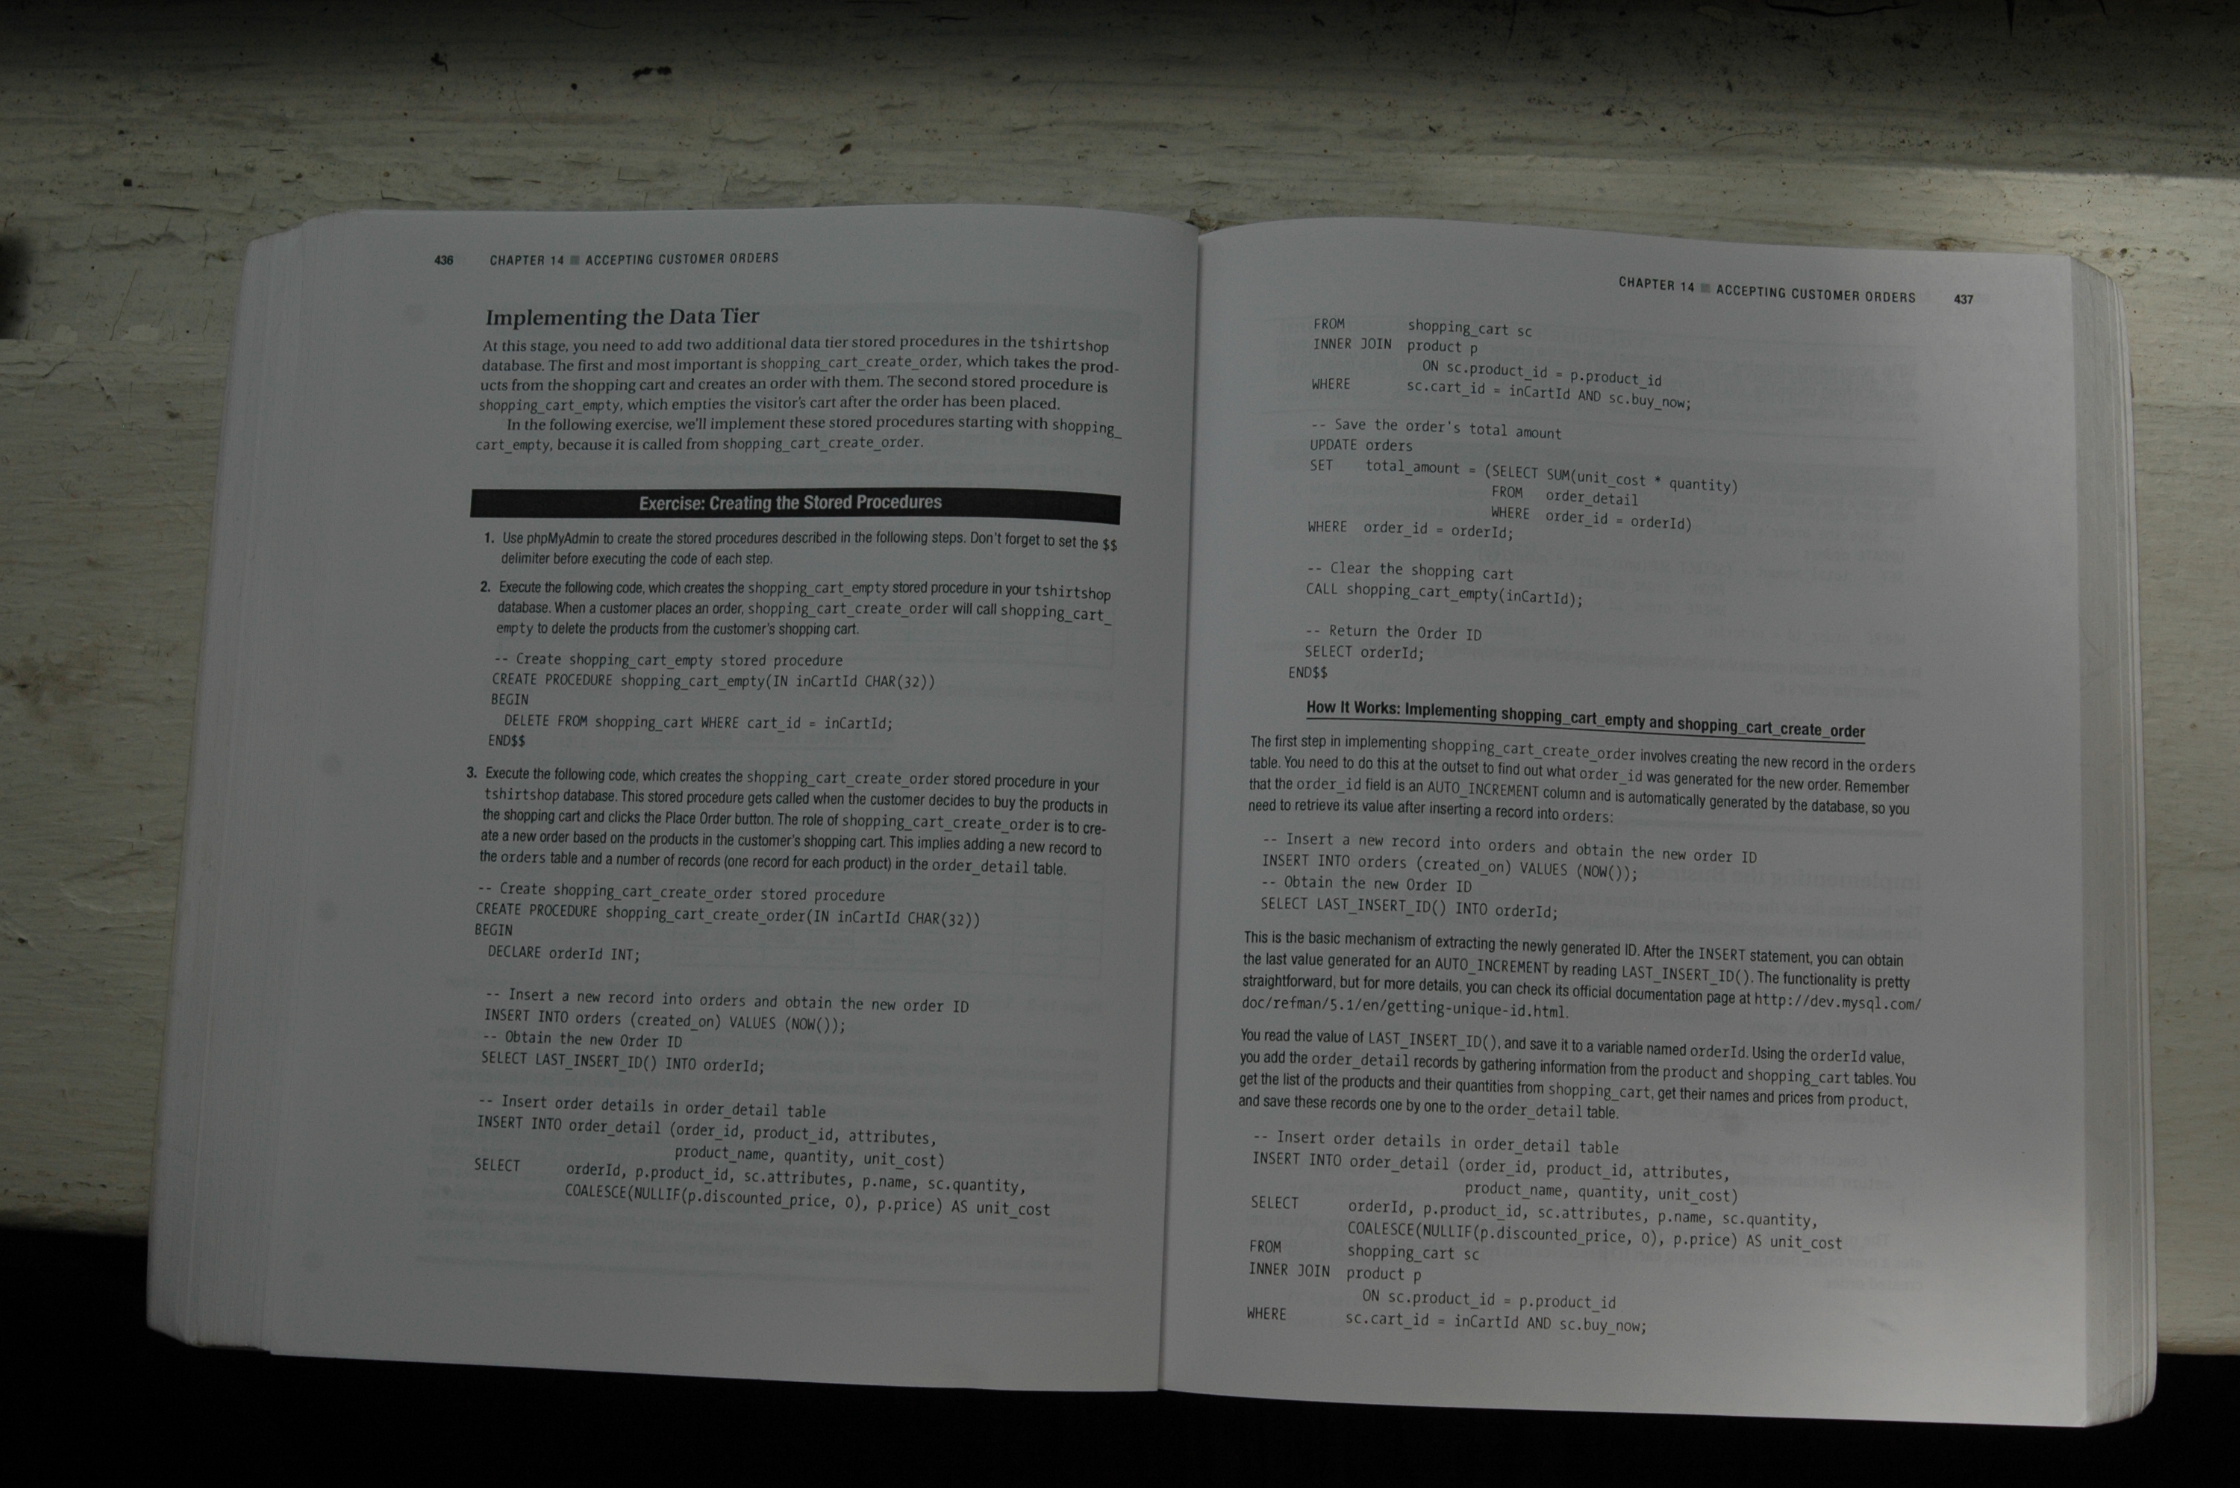 436 CHAPTER 14 ■ ACCEPTING CUSTOMER ORDERS
Implementing the Data Tier
At this stage, you need to add two additional data tier stored procedures in the tshirtshop
database. The first and most important is shopping_cart_create_order, which takes the prod-
ucts from the shopping cart and creates an order with them. The second stored procedure is
shopping_cart_empty, which empties the visitor's cart after the order has been placed.
In the following exercise, we'll implement these stored procedures starting with shopping_
cart_empty, because it is called from shopping_cart_create_order.
Exercise: Creating the Stored Procedures
1. Use phpMyAdmin to create the stored procedures described in the following steps. Don't forget to set the $$
delimiter before executing the code of each step.
2. Execute the following code, which creates the shopping_cart_empty stored procedure in your tshirtshop
database. When a customer places an order, shopping_cart_create_order will call shopping_cart_
empty to delete the products from the customer's shopping cart.
-- Create shopping_cart_empty stored procedure
CREATE PROCEDURE shopping_cart_empty(IN inCartId CHAR(32))
BEGIN
DELETE FROM shopping_cart WHERE cart_id = inCartId;
END$$
3. Execute the following code, which creates the shopping_cart_create_order stored procedure in your
tshirtshop database. This stored procedure gets called when the customer decides to buy the products in
the shopping cart and clicks the Place Order button. The role of shopping_cart_create_order is to cre-
ate a new order based on the products in the customer's shopping cart. This implies adding a new record to
the orders table and a number of records (one record for each product) in the order_detail table.
-- Create shopping_cart_create_order stored procedure
CREATE PROCEDURE shopping_cart_create_order(IN inCartId CHAR(32))
BEGIN
DECLARE orderId INT;
-- Insert a new record into orders and obtain the new order ID
INSERT INTO orders (created_on) VALUES (NOW());
-- Obtain the new Order ID
SELECT LAST_INSERT_ID() INTO orderId;
-- Insert order details in order_detail table
INSERT INTO order_detail (order_id, product_id, attributes,
product_name, quantity, unit_cost)
SELECT orderId, p.product_id, sc.attributes, p.name, sc.quantity,
COALESCE(NULLIF(p.discounted_price, 0), p.price) AS unit_cost
CHAPTER 14 ■ ACCEPTING CUSTOMER ORDERS 437
FROM shopping_cart sc
INNER JOIN product p
ON sc.product_id = p.product_id
WHERE sc.cart_id = inCartId AND sc.buy_now;
-- Save the order's total amount
UPDATE orders
SET total_amount = (SELECT SUM(unit_cost * quantity)
FROM order_detail
WHERE order_id = orderId)
WHERE order_id = orderId;
-- Clear the shopping cart
CALL shopping_cart_empty(inCartId);
-- Return the Order ID
SELECT orderId;
END$$
How It Works: Implementing shopping_cart_empty and shopping_cart_create_order
The first step in implementing shopping_cart_create_order involves creating the new record in the orders
table. You need to do this at the outset to find out what order_id was generated for the new order. Remember
that the order_id field is an AUTO_INCREMENT column and is automatically generated by the database, so you
need to retrieve its value after inserting a record into orders:
-- Insert a new record into orders and obtain the new order ID
INSERT INTO orders (created_on) VALUES (NOW());
-- Obtain the new Order ID
SELECT LAST_INSERT_ID() INTO orderId;
This is the basic mechanism of extracting the newly generated ID. After the INSERT statement, you can obtain
the last value generated for an AUTO_INCREMENT by reading LAST_INSERT_ID(). The functionality is pretty
straightforward, but for more details, you can check its official documentation page at http://dev.mysql.com/
doc/refman/5.1/en/getting-unique-id.html.
You read the value of LAST_INSERT_ID(), and save it to a variable named orderId. Using the orderId value,
you add the order_detail records by gathering information from the product and shopping_cart tables. You
get the list of the products and their quantities from shopping_cart, get their names and prices from product,
and save these records one by one to the order_detail table.
-- Insert order details in order_detail table
INSERT INTO order_detail (order_id, product_id, attributes,
product_name, quantity, unit_cost)
SELECT orderId, p.product_id, sc.attributes, p.name, sc.quantity,
COALESCE(NULLIF(p.discounted_price, 0), p.price) AS unit_cost
FROM shopping_cart sc
INNER JOIN product p
ON sc.product_id = p.product_id
WHERE sc.cart_id = inCartId AND sc.buy_now;